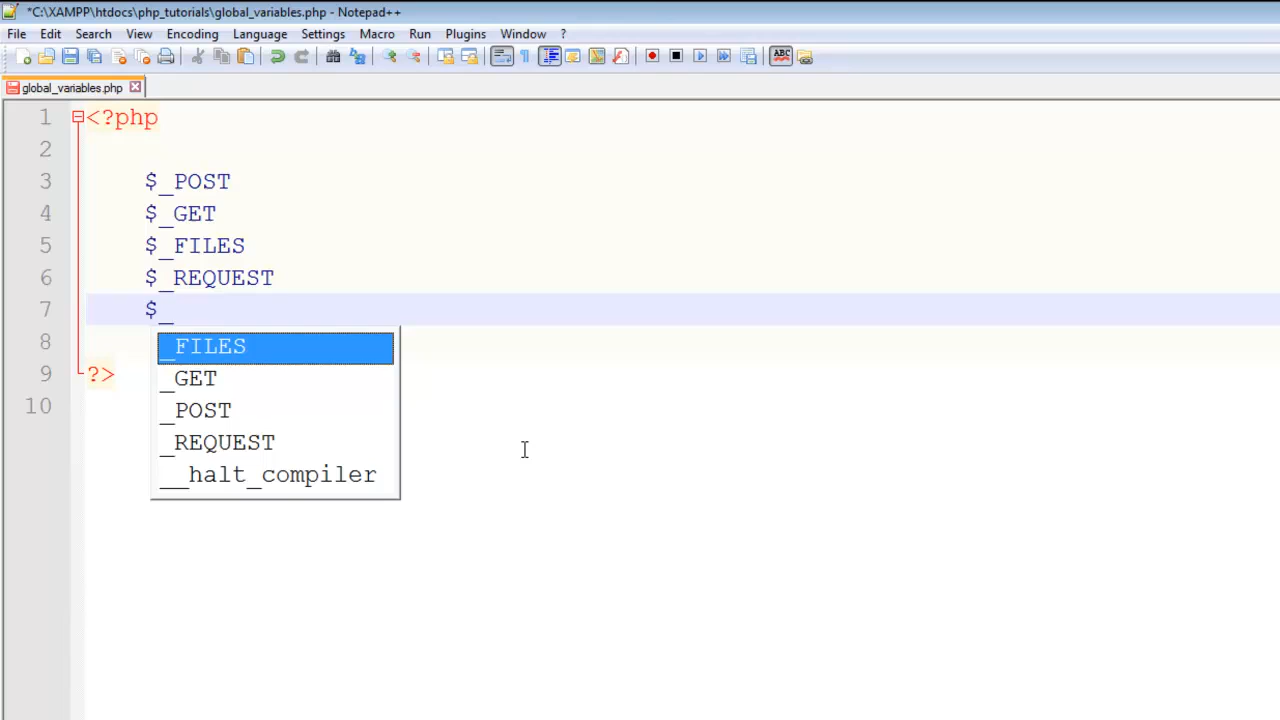 *C:\XAMPP\htdocs\php_tutorials\global_variables.php - Notepad++
File Edit Search View Encoding Language Settings Macro Run Plugins Window ?
ABC
global_variables.php
1 <?php
2
3 $_POST
4 $_GET
5 $_FILES
6 $_REQUEST
7 $_
_FILES
8
_GET
9 ?>
_POST
10
_REQUEST
__halt_compiler